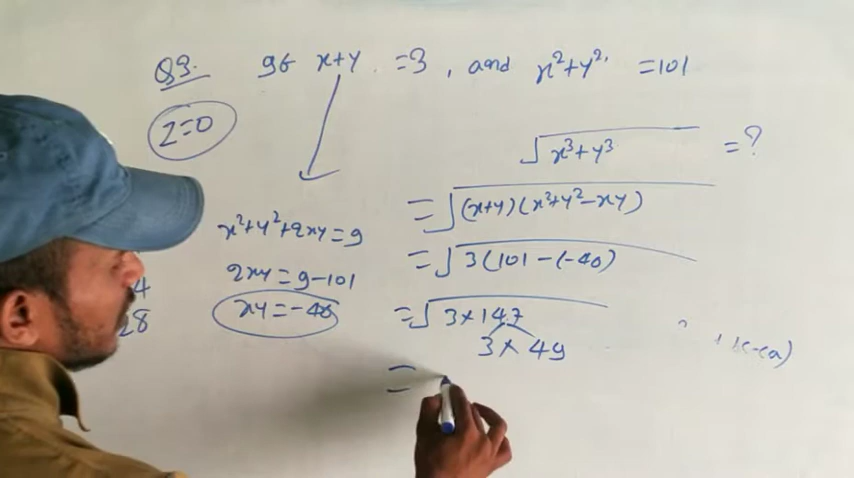 Q3. If x+y = 3, and x²+y² = 101
z=0
√x³+y³ = ?
= √(x+y)(x²+y²-xy)
x²+y²+2xy=9
= √3(101-(-46)
2xy=9-101
xy=-46
= √3×147
3×49
4
28
=